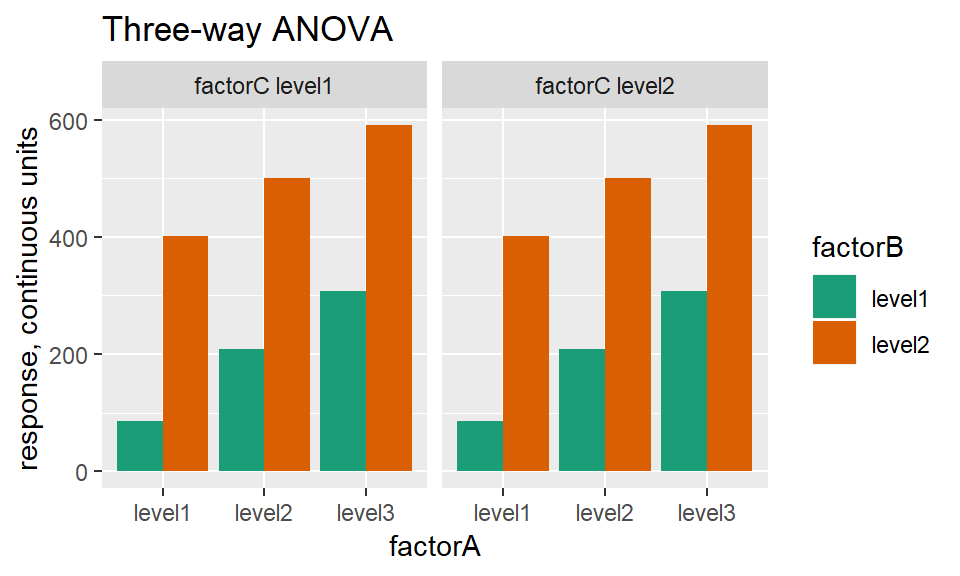 Three-way ANOVA
factorC level1
factorC level2
response, continuous units
600
400
200
0
level1
level2
level3
level1
level2
level3
factorA
factorB
level1
level2